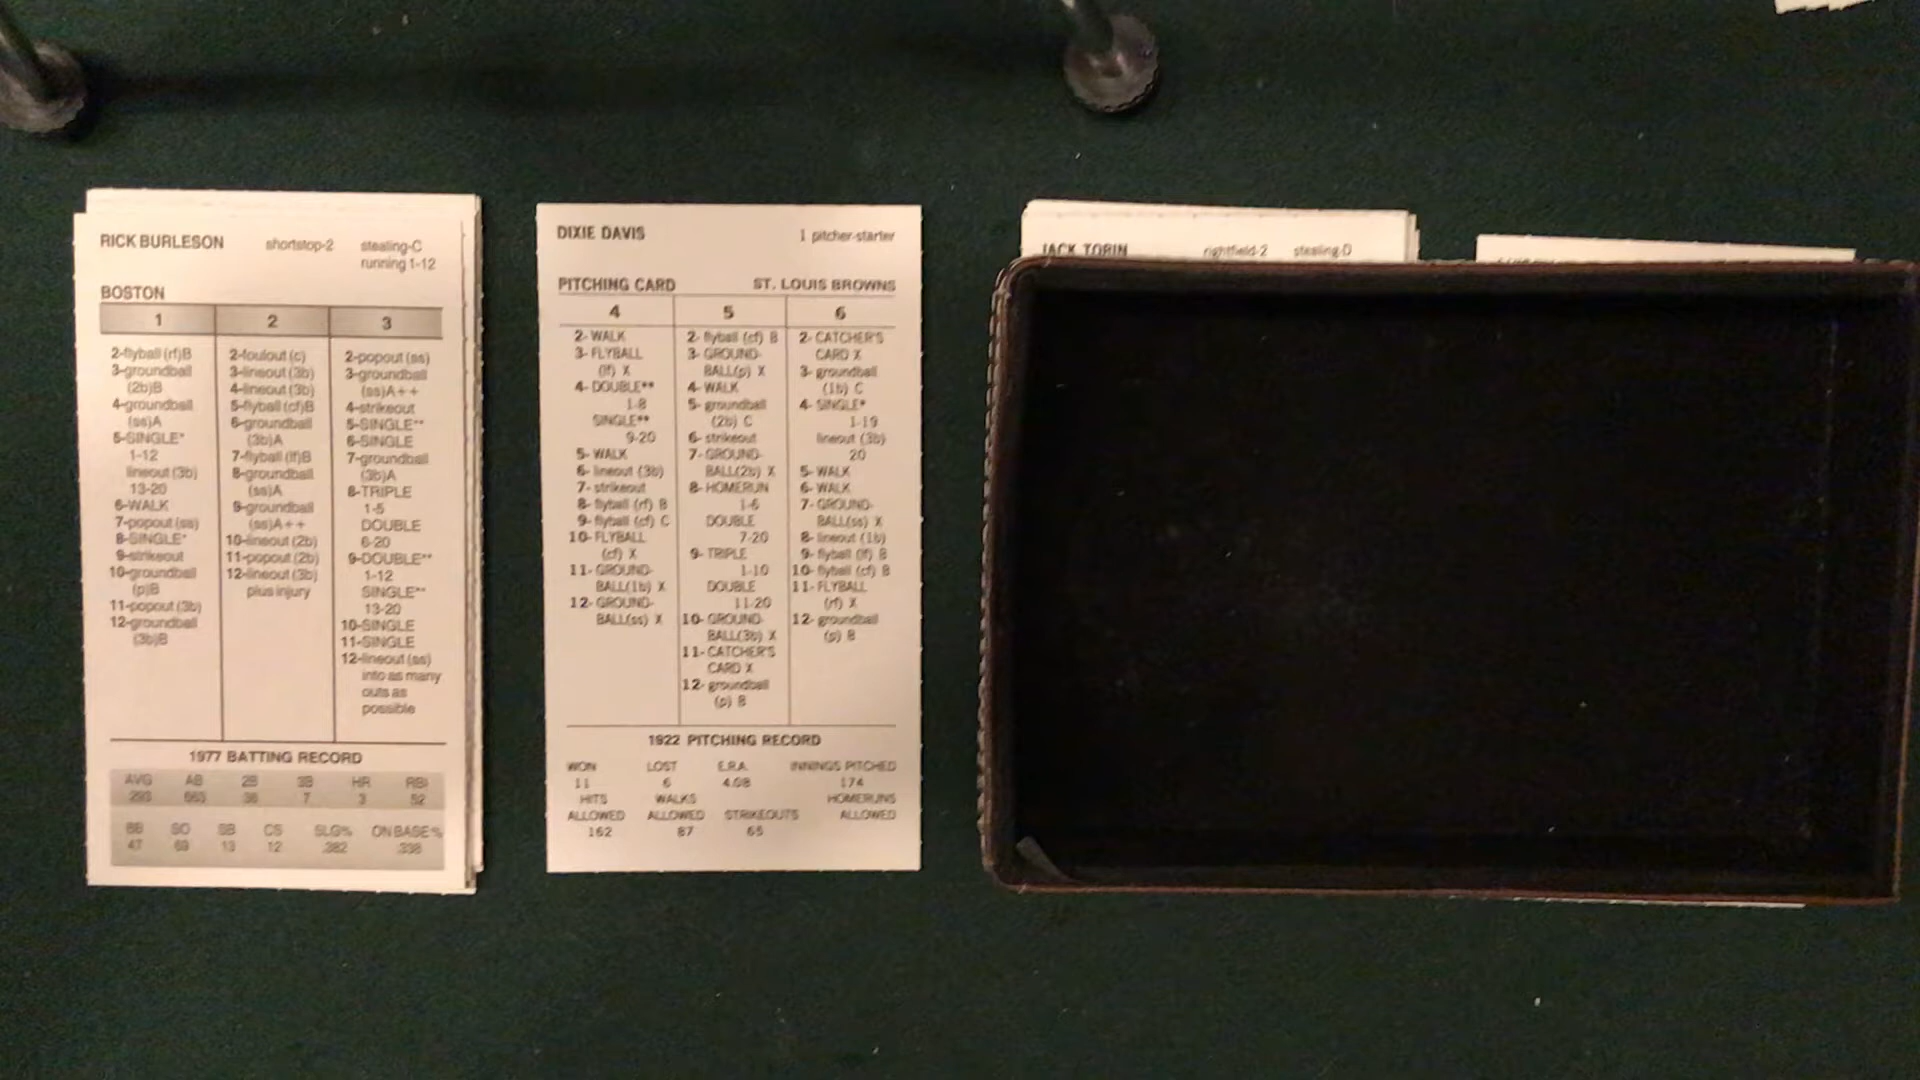 RICK BURLESON shortstop-2 stealing-C
running 1-12
BOSTON
1 2 3
2-flyball (rf)B
3-groundball
(2b)B
4-groundball
(ss)A
5-SINGLE*
1-12
lineout (3b)
13-20
6-WALK
7-popout (ss)
8-SINGLE*
9-strikeout
10-groundball
(p)B
11-popout (3b)
12-groundball
(3b)B
2-foulout (c)
3-lineout (3b)
4-lineout (3b)
5-flyball (cf)B
6-groundball
(3b)A
7-flyball (lf)B
8-groundball
(ss)A
9-groundball
(ss)A++
10-lineout (2b)
11-popout (2b)
12-lineout (3b)
plus injury
2-popout (ss)
3-groundball
(ss)A++
4-strikeout
5-SINGLE**
6-SINGLE
7-groundball
(3b)A
8-TRIPLE
1-5
DOUBLE
6-20
9-DOUBLE**
1-12
SINGLE**
13-20
10-SINGLE
11-SINGLE
12-lineout (ss)
into as many
outs as
possible
1977 BATTING RECORD
AVG AB 2B 3B HR RBI
293 663 36 7 3 52
BB SO SB CS SLG% ON BASE%
47 69 13 12 .382 .338
DIXIE DAVIS 1 pitcher-starter
PITCHING CARD ST. LOUIS BROWNS
4 5 6
2- WALK
3- FLYBALL
(lf) X
4- DOUBLE**
1-8
SINGLE**
9-20
5- WALK
6- lineout (3b)
7- strikeout
8- flyball (rf) B
9- flyball (cf) C
10- FLYBALL
(cf) X
11- GROUND-
BALL(1b) X
12- GROUND-
BALL(ss) X
2- flyball (cf) B
3- GROUND-
BALL(p) X
4- WALK
5- groundball
(2b) C
6- strikeout
7- GROUND-
BALL(2b) X
8- HOMERUN
1-6
DOUBLE
7-20
9- TRIPLE
1-10
DOUBLE
11-20
10- GROUND-
BALL(3b) X
11- CATCHER'S
CARD X
12- groundball
(p) B
2- CATCHER'S
CARD X
3- groundball
(1b) C
4- SINGLE*
1-19
lineout (3b)
20
5- WALK
6- WALK
7- GROUND-
BALL(ss) X
8- lineout (1b)
9- flyball (lf) B
10- flyball (cf) B
11- FLYBALL
(rf) X
12- groundball
(p) B
1922 PITCHING RECORD
WON LOST E.R.A. INNINGS PITCHED
11 6 4.08 174
HITS WALKS HOMERUNS
ALLOWED ALLOWED STRIKEOUTS ALLOWED
162 87 65
JACK TOBIN rightfield-2 stealing-D